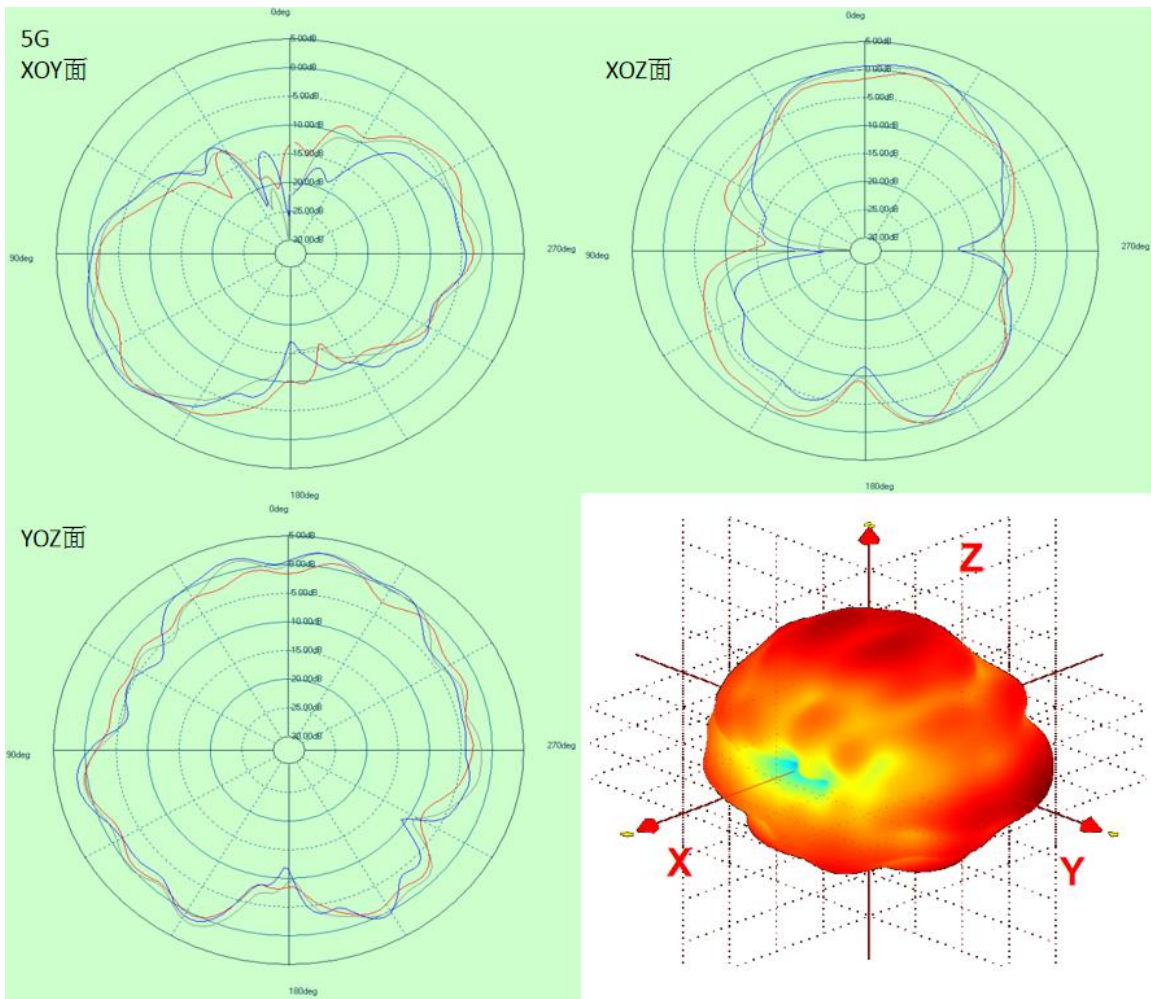 0deg
5G
XOY面
5.00dB
0.00dB
5.00dB
10.00dB
15.00dB
20.00dB
25.00dB
30.00dB
90deg
270deg
180deg
0deg
XOZ面
5.00dB
0.00dB
5.00dB
10.00dB
15.00dB
20.00dB
25.00dB
30.00dB
90deg
270deg
180deg
0deg
YOZ面
5.00dB
0.00dB
5.00dB
10.00dB
15.00dB
20.00dB
25.00dB
30.00dB
90deg
270deg
180deg
Z
X
Y